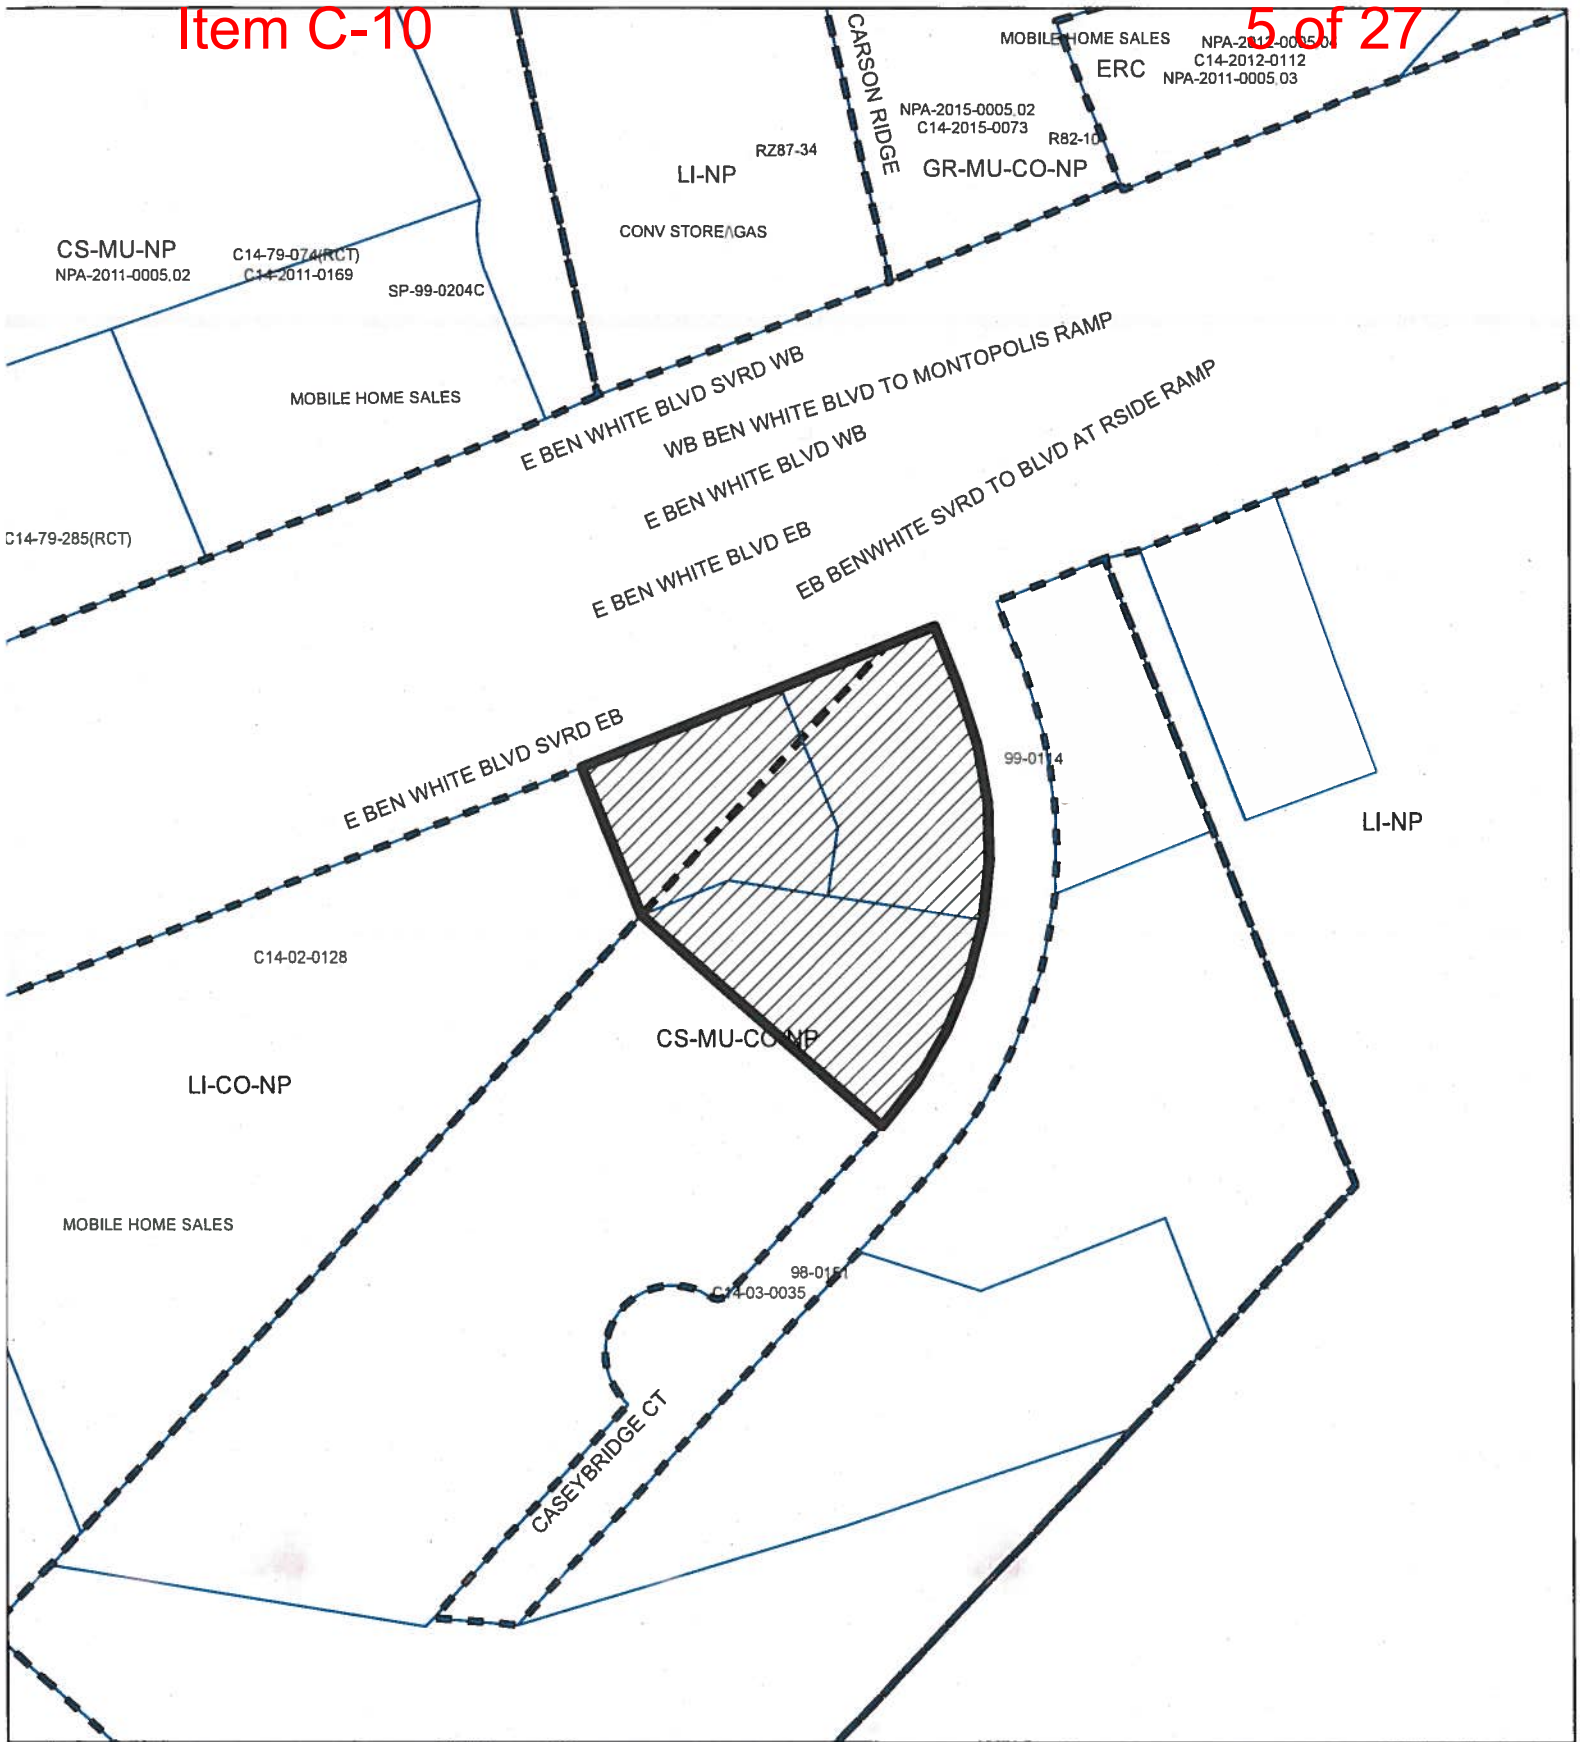 Item C-10
5 of 27
MOBILE HOME SALES
ERC
NPA-2012-0005.04
C14-2012-0112
NPA-2011-0005.03
CARSON RIDGE
NPA-2015-0005.02
C14-2015-0073
R82-10
GR-MU-CO-NP
RZ87-34
LI-NP
CONV STORE/GAS
CS-MU-NP
NPA-2011-0005.02
C14-79-074(RCT)
C14-2011-0169
SP-99-0204C
MOBILE HOME SALES
C14-79-285(RCT)
E BEN WHITE BLVD SVRD WB
WB BEN WHITE BLVD TO MONTOPOLIS RAMP
E BEN WHITE BLVD WB
EB BENWHITE SVRD TO BLVD AT RSIDE RAMP
E BEN WHITE BLVD EB
E BEN WHITE BLVD SVRD EB
99-0114
LI-NP
C14-02-0128
CS-MU-CO-NP
LI-CO-NP
MOBILE HOME SALES
98-0151
C14-03-0035
CASEYBRIDGE CT